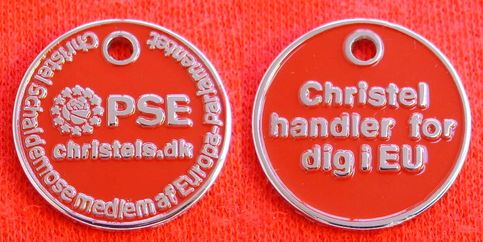 Christel Schaldemose medlem af Europa-parlamentet
PSE
christels.dk
Christel
handler for
dig i EU